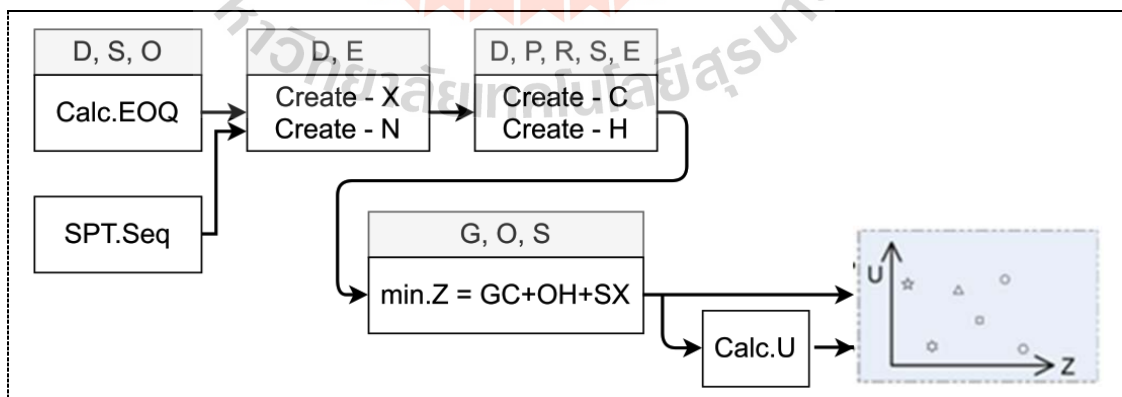 D, S, O
Calc.EOQ
SPT.Seq
D, E
Create - X
Create - N
D, P, R, S, E
Create - C
Create - H
G, O, S
min.Z = GC+OH+SX
Calc.U
U
Z